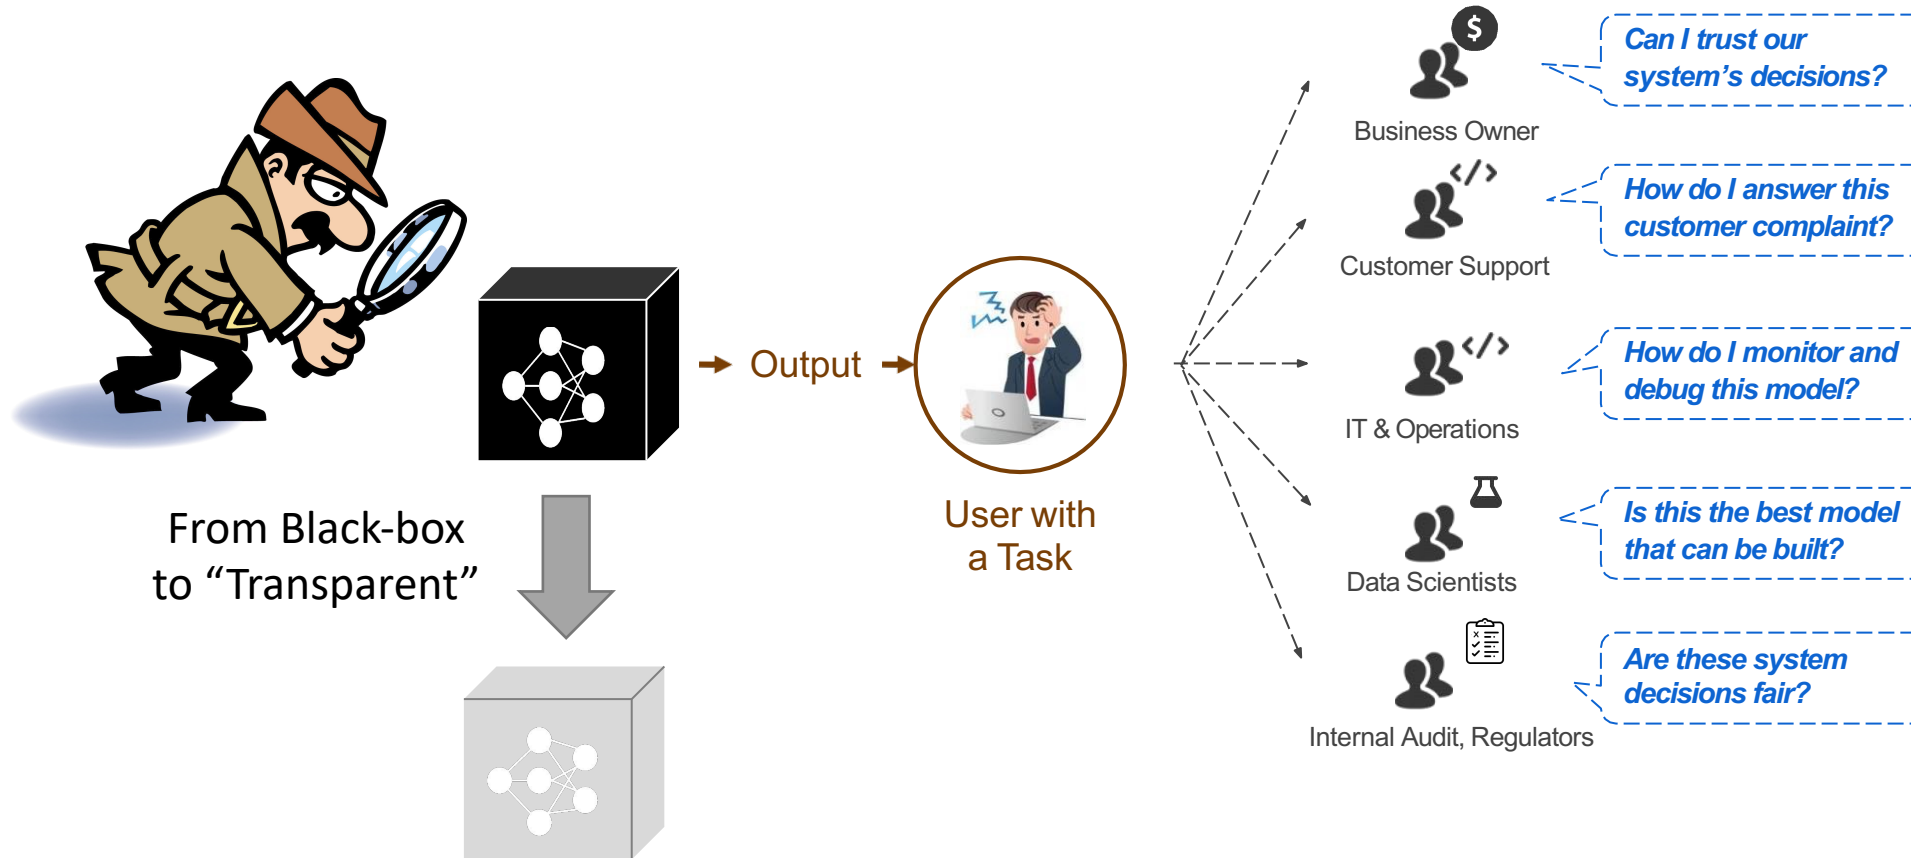 From Black-box
to “Transparent”
Output
User with
a Task
$
Business Owner
Can I trust our
system’s decisions?
</>
Customer Support
How do I answer this
customer complaint?
</>
IT & Operations
How do I monitor and
debug this model?
Data Scientists
Is this the best model
that can be built?
Internal Audit, Regulators
Are these system
decisions fair?